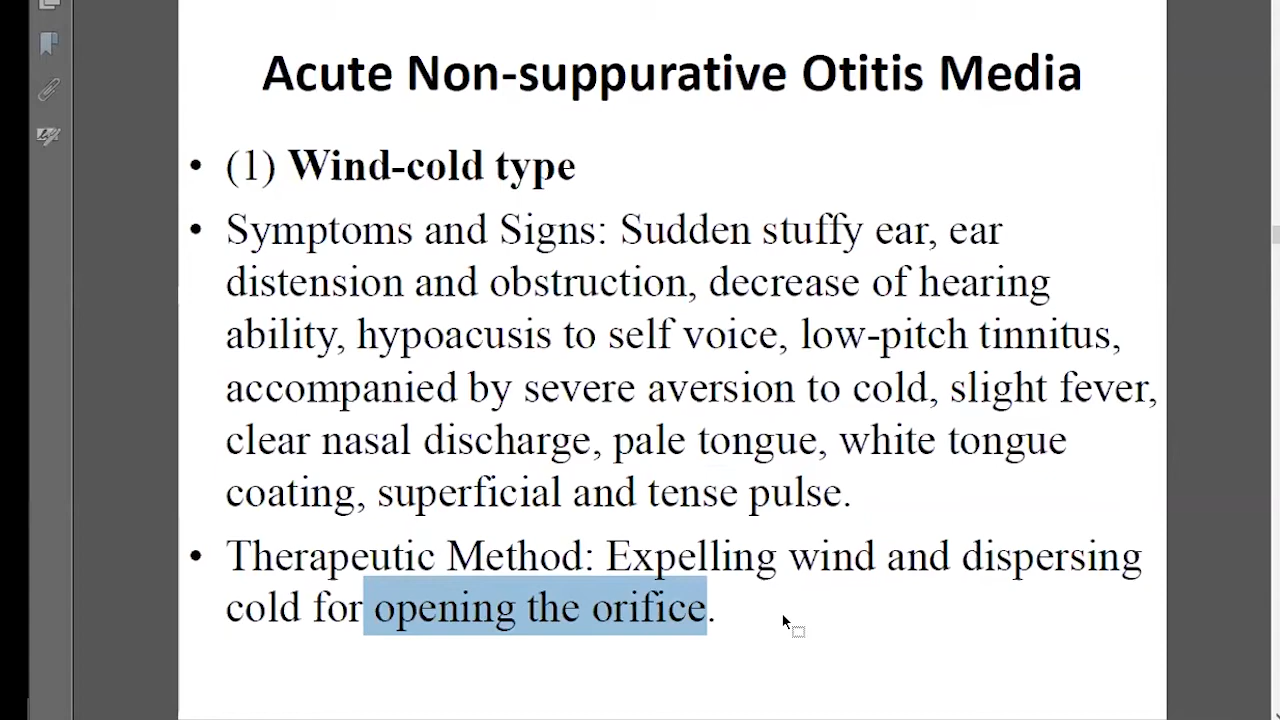 Acute Non-suppurative Otitis Media
• (1) Wind-cold type
• Symptoms and Signs: Sudden stuffy ear, ear
distension and obstruction, decrease of hearing
ability, hypoacusis to self voice, low-pitch tinnitus,
accompanied by severe aversion to cold, slight fever,
clear nasal discharge, pale tongue, white tongue
coating, superficial and tense pulse.
• Therapeutic Method: Expelling wind and dispersing
cold for opening the orifice.